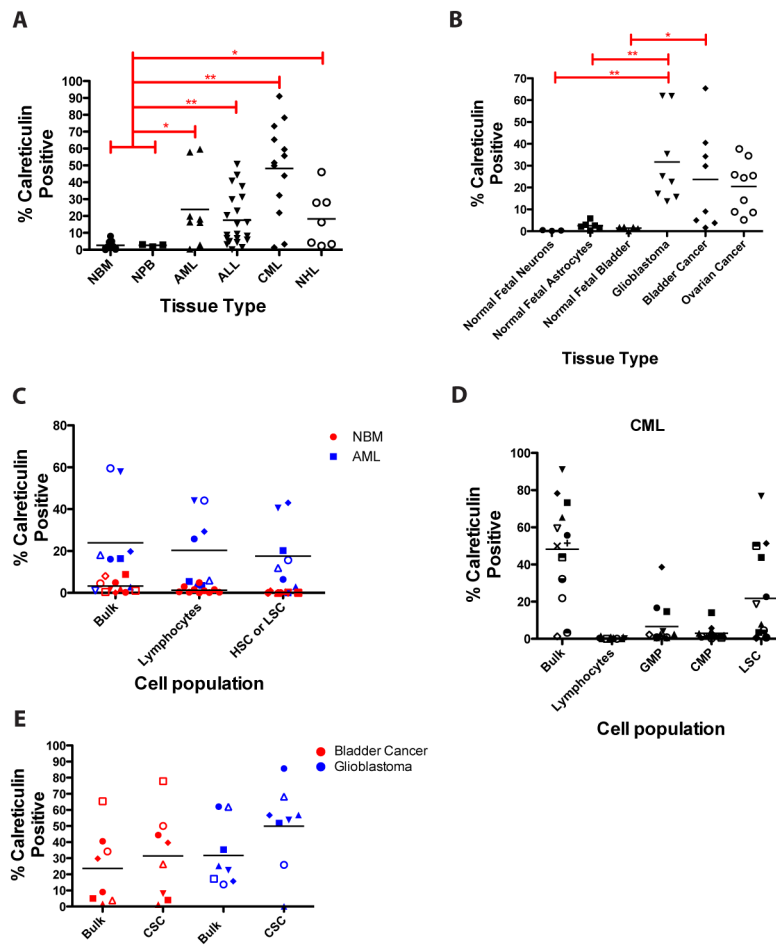 A
*
**
**
*
100
90
80
70
60
50
40
30
20
10
0
% Calreticulin
Positive
NBM
NPB
AML
ALL
CML
NHL
Tissue Type
B
*
**
**
70
60
50
40
30
20
10
0
% Calreticulin
Positive
Normal Fetal Neurons
Normal Fetal Astrocytes
Normal Fetal Bladder
Glioblastoma
Bladder Cancer
Ovarian Cancer
Tissue Type
C
80
60
40
20
0
% Calreticulin
Positive
NBM
AML
Bulk
Lymphocytes
HSC or LSC
Cell population
D
CML
100
80
60
40
20
0
% Calreticulin
Positive
Bulk
Lymphocytes
GMP
CMP
LSC
Cell population
E
100
90
80
70
60
50
40
30
20
10
0
% Calreticulin
Positive
Bladder Cancer
Glioblastoma
Bulk
CSC
Bulk
CSC